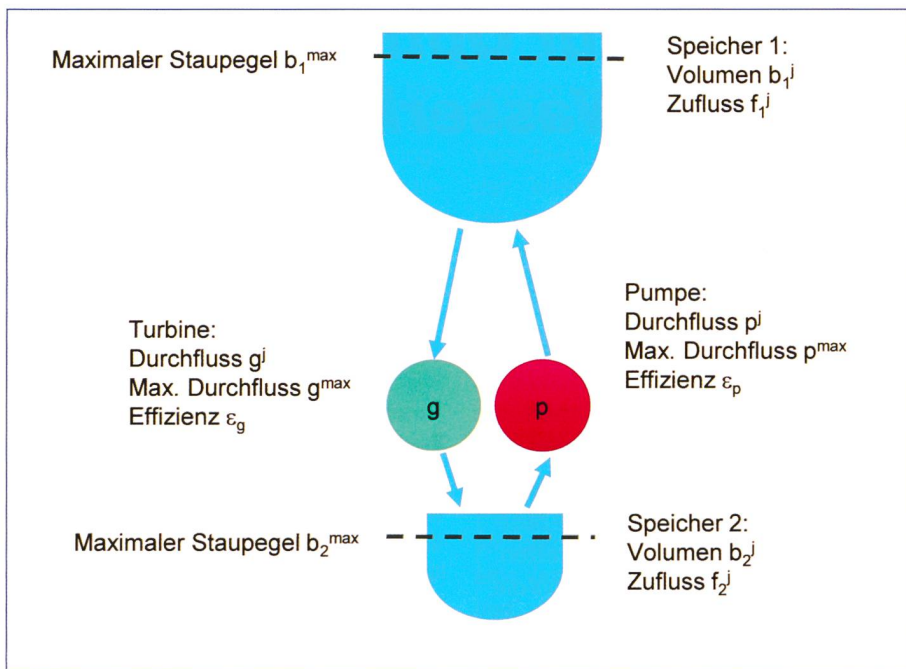 Maximaler Staupegel b₁ᵐᵃˣ
Speicher 1:
Volumen b₁ʲ
Zufluss f₁ʲ
Turbine:
Durchfluss gʲ
Max. Durchfluss gᵐᵃˣ
Effizienz ε_g
g
p
Pumpe:
Durchfluss pʲ
Max. Durchfluss pᵐᵃˣ
Effizienz εₚ
Maximaler Staupegel b₂ᵐᵃˣ
Speicher 2:
Volumen b₂ʲ
Zufluss f₂ʲ